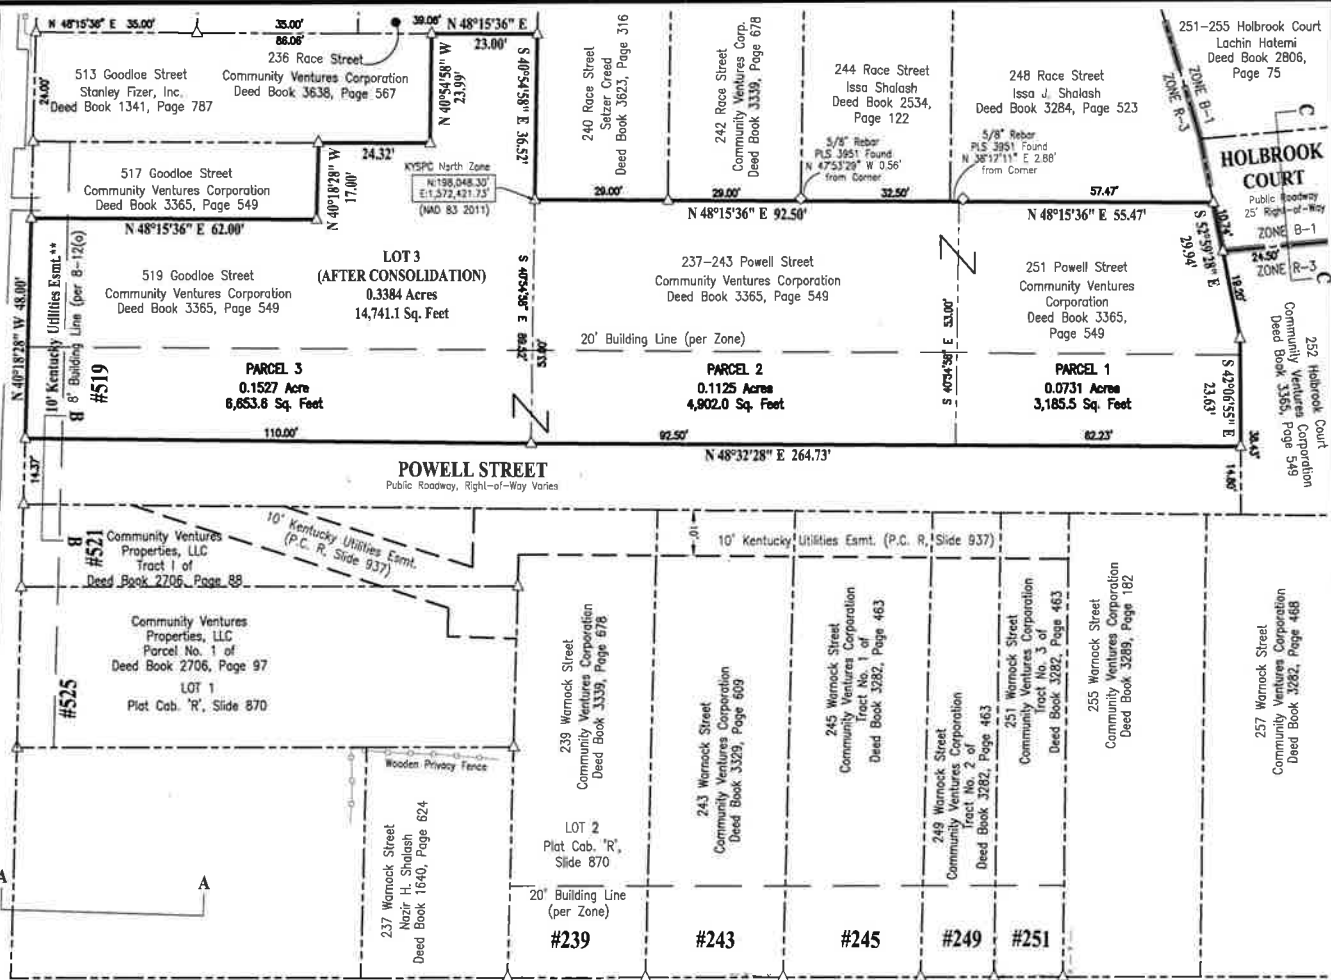 N 48°15'36" E 35.00'
35.00'
86.06'
39.06'
N 48°15'36" E
23.00'
24.00'
513 Goodloe Street
Stanley Fizer, Inc.
Deed Book 1341, Page 787
236 Race Street
Community Ventures Corporation
Deed Book 3638, Page 567
N 40°54'58" W
23.99'
S 40°54'58" E 36.52'
240 Race Street
Setzer Creed
Deed Book 3623, Page 316
242 Race Street
Community Ventures Corp.
Deed Book 3339, Page 678
244 Race Street
Issa Shalash
Deed Book 2534,
Page 122
248 Race Street
Issa J. Shalash
Deed Book 3284, Page 523
251-255 Holbrook Court
Lachin Hatemi
Deed Book 2806,
Page 75
ZONE B-1
ZONE R-3
C
5/8" Rebar
PLS 3951 Found
N 47°53'29" W 0.56'
from Corner
5/8" Rebar
PLS 3951 Found
N 38°17'11" E 2.88'
from Corner
HOLBROOK
COURT
Public Roadway
25' Right-of-Way
ZONE B-1
24.50'
ZONE R-3
C
24.32'
N 40°18'28" W
17.00'
KYSPC North Zone
N:198,048.30'
E:1,572,421.73'
(NAD 83 2011)
517 Goodloe Street
Community Ventures Corporation
Deed Book 3365, Page 549
N 48°15'36" E 62.00'
29.00'
29.00'
32.50'
57.47'
N 48°15'36" E 92.50'
N 48°15'36" E 55.47'
10.74'
S 52°59'28" E
29.94'
19.20'
N 40°18'28" W 48.00'
10' Kentucky Utilities Esmt.**
8' Building Line (per 8-12(o)
519 Goodloe Street
Community Ventures Corporation
Deed Book 3365, Page 549
LOT 3
(AFTER CONSOLIDATION)
0.3384 Acres
14,741.1 Sq. Feet
S 40°54'58" E 89.52'
53.00'
237-243 Powell Street
Community Ventures Corporation
Deed Book 3365, Page 549
S 40°54'58" E 53.00'
251 Powell Street
Community Ventures
Corporation
Deed Book 3365,
Page 549
252 Holbrook Court
Community Ventures Corporation
Deed Book 3365, Page 549
20' Building Line (per Zone)
#519
B
PARCEL 3
0.1527 Acre
6,653.6 Sq. Feet
PARCEL 2
0.1125 Acres
4,902.0 Sq. Feet
PARCEL 1
0.0731 Acres
3,185.5 Sq. Feet
S 42°06'55" E
23.63'
38.43'
110.00'
92.50'
82.23'
N 48°32'28" E 264.73'
14.37'
POWELL STREET
Public Roadway, Right-of-Way Varies
14.80'
B
#521
Community Ventures
Properties, LLC
Tract I of
Deed Book 2706, Page 88
10' Kentucky Utilities Esmt.
(P.C. R, Slide 937)
10'
10' Kentucky Utilities Esmt. (P.C. R, Slide 937)
Community Ventures
Properties, LLC
Parcel No. 1 of
Deed Book 2706, Page 97
LOT 1
Plat Cab. 'R', Slide 870
#525
Wooden Privacy Fence
237 Warnock Street
Nazir H. Shalash
Deed Book 1640, Page 624
239 Warnock Street
Community Ventures Corporation
Deed Book 3339, Page 678
LOT 2
Plat Cab. 'R',
Slide 870
243 Warnock Street
Community Ventures Corporation
Deed Book 3329, Page 609
245 Warnock Street
Community Ventures Corporation
Tract No. 1 of
Deed Book 3282, Page 463
249 Warnock Street
Community Ventures Corporation
Tract No. 2 of
Deed Book 3282, Page 463
251 Warnock Street
Community Ventures Corporation
Tract No. 3 of
Deed Book 3282, Page 463
255 Warnock Street
Community Ventures Corporation
Deed Book 3289, Page 182
257 Warnock Street
Community Ventures Corporation
Deed Book 3282, Page 468
A
A
20' Building Line
(per Zone)
#239
#243
#245
#249
#251